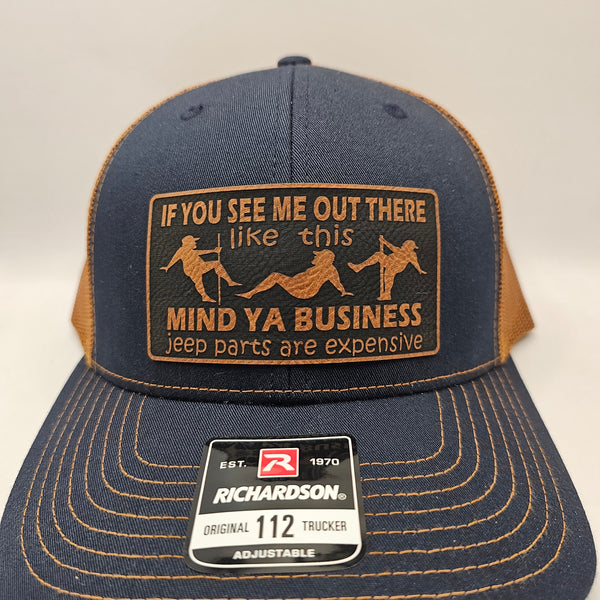 IF YOU SEE ME OUT THERE
like this
MIND YA BUSINESS
jeep parts are expensive
EST. R 1970
RICHARDSON®
ORIGINAL 112 TRUCKER
ADJUSTABLE